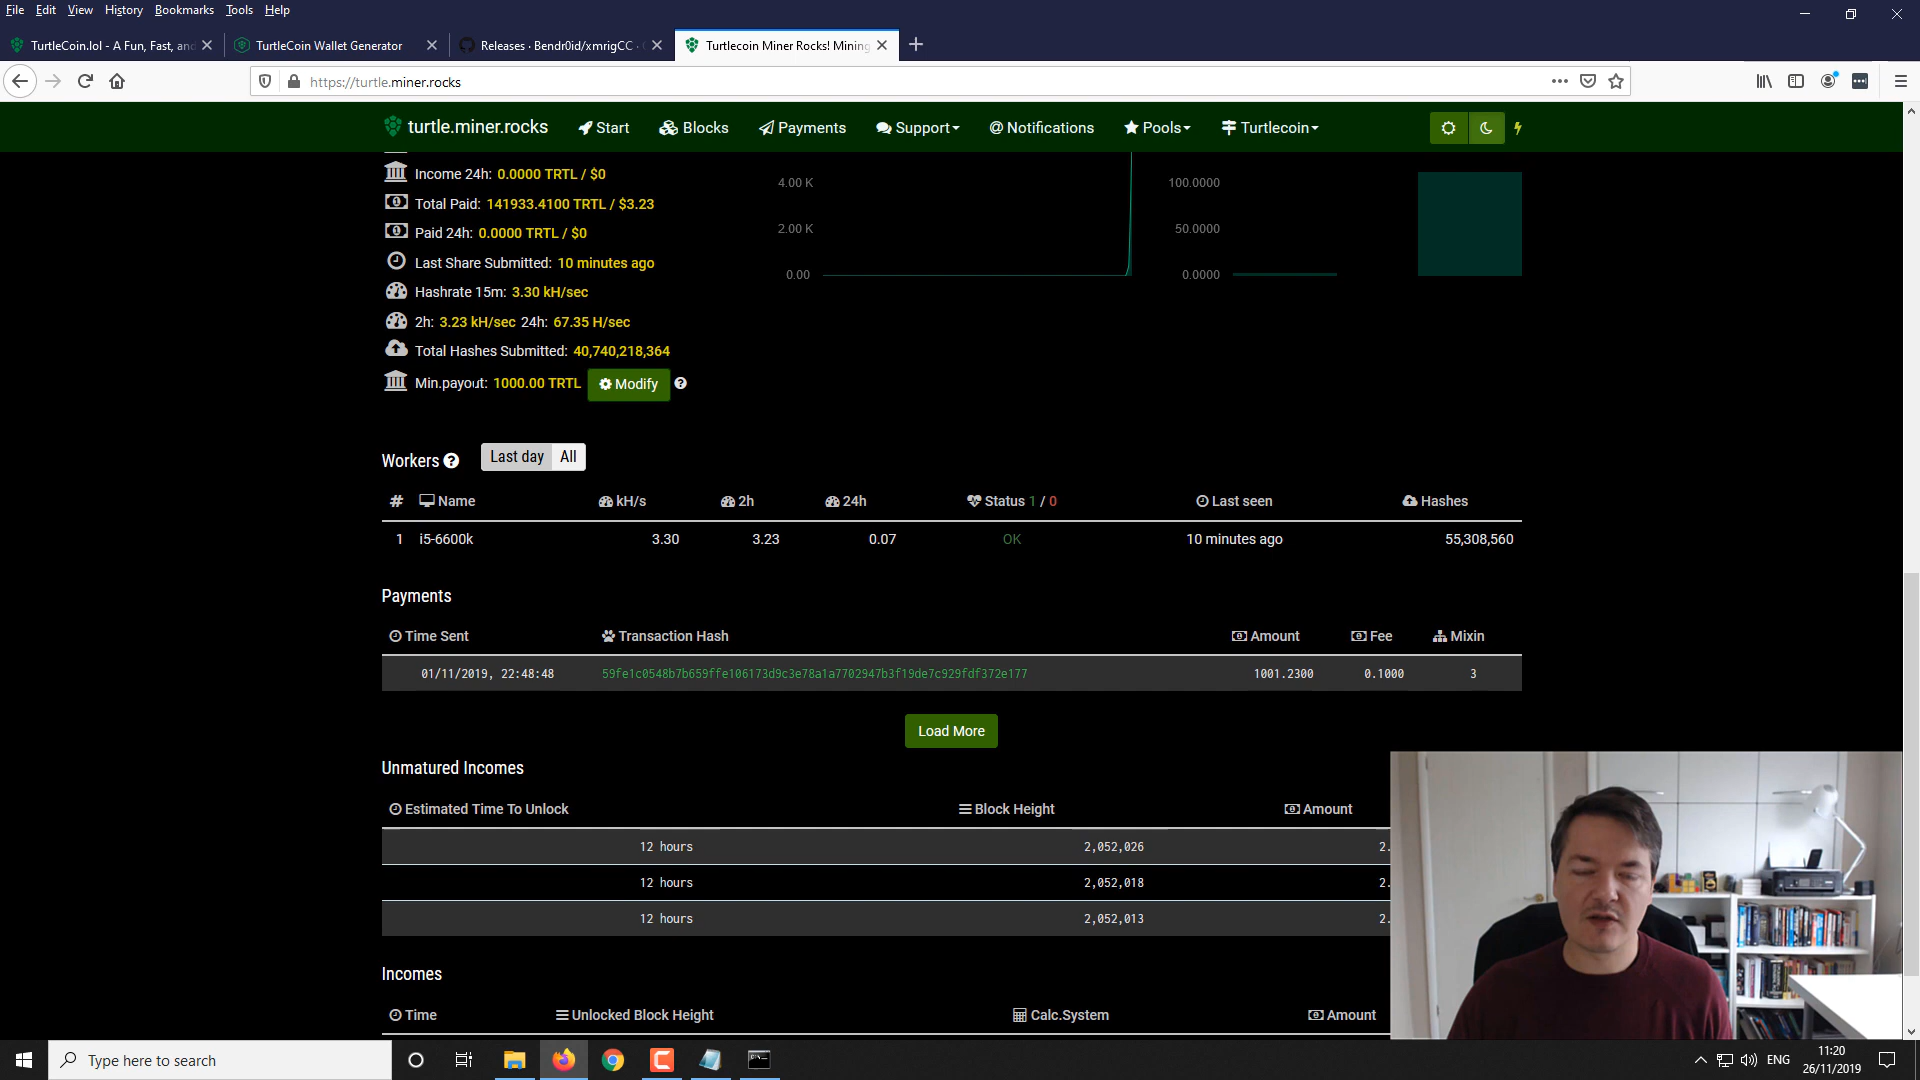 File Edit View History Bookmarks Tools Help
TurtleCoin.lol - A Fun, Fast, and
TurtleCoin Wallet Generator
Releases · Bendr0id/xmrigCC ·
Turtlecoin Miner Rocks! Mining
https://turtle.miner.rocks
turtle.miner.rocks Start Blocks Payments Support Notifications Pools Turtlecoin
Income 24h: 0.0000 TRTL / $0
Total Paid: 141933.4100 TRTL / $3.23
Paid 24h: 0.0000 TRTL / $0
Last Share Submitted: 10 minutes ago
Hashrate 15m: 3.30 kH/sec
2h: 3.23 kH/sec 24h: 67.35 H/sec
Total Hashes Submitted: 40,740,218,364
Min.payout: 1000.00 TRTL Modify
4.00 K
2.00 K
0.00
100.0000
50.0000
0.0000
Workers Last day All
# Name kH/s 2h 24h Status 1 / 0 Last seen Hashes
1 i5-6600k 3.30 3.23 0.07 OK 10 minutes ago 55,308,560
Payments
Time Sent Transaction Hash Amount Fee Mixin
01/11/2019, 22:48:48 59fe1c0548b7b659ffe106173d9c3e78a1a7702947b3f19de7c929fdf372e177 1001.2300 0.1000 3
Load More
Unmatured Incomes
Estimated Time To Unlock Block Height Amount
12 hours 2,052,026 2.
12 hours 2,052,018 2.
12 hours 2,052,013 2.
Incomes
Time Unlocked Block Height Calc.System Amount
Type here to search
ENG
11:20
26/11/2019